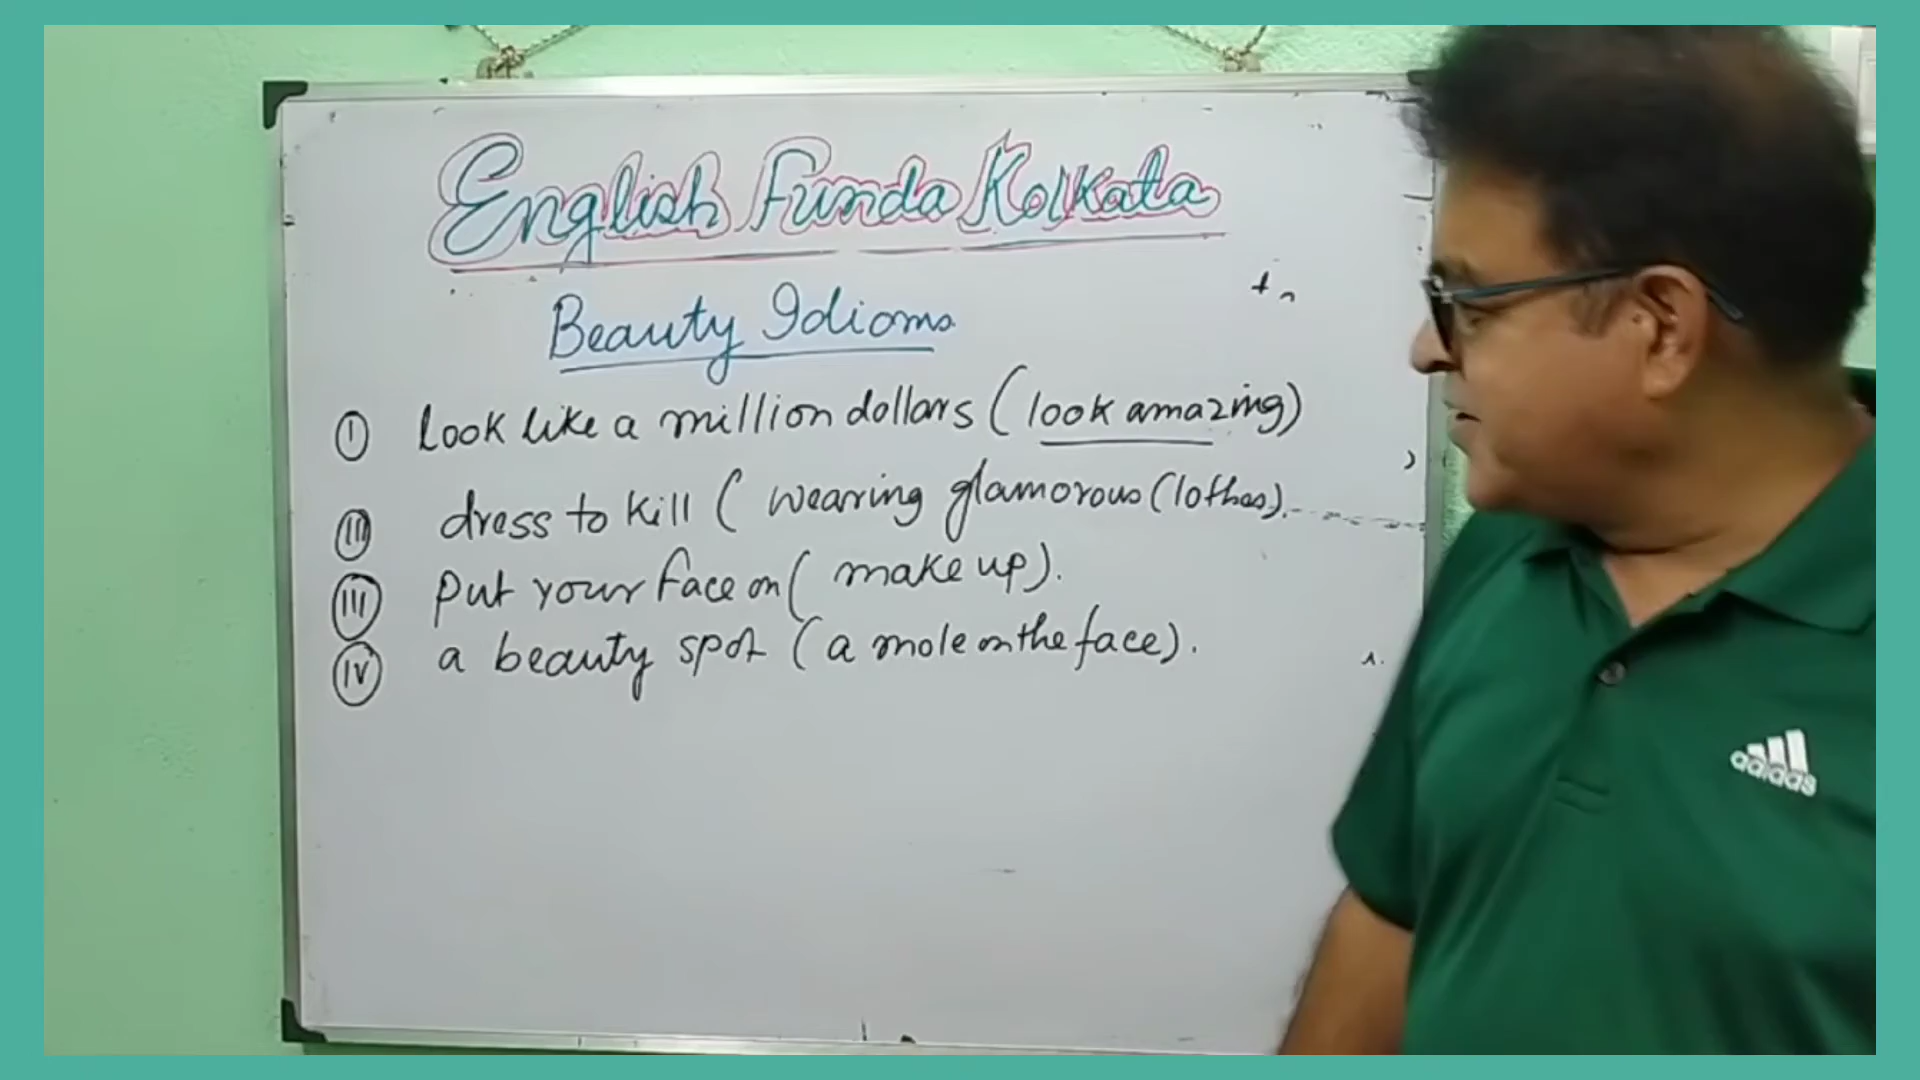 English Funda Kolkata
Beauty Idioms
I look like a million dollars (look amazing)
II dress to kill (wearing glamorous clothes).
III Put your face on (make up).
IV a beauty spot (a mole on the face).
adidas